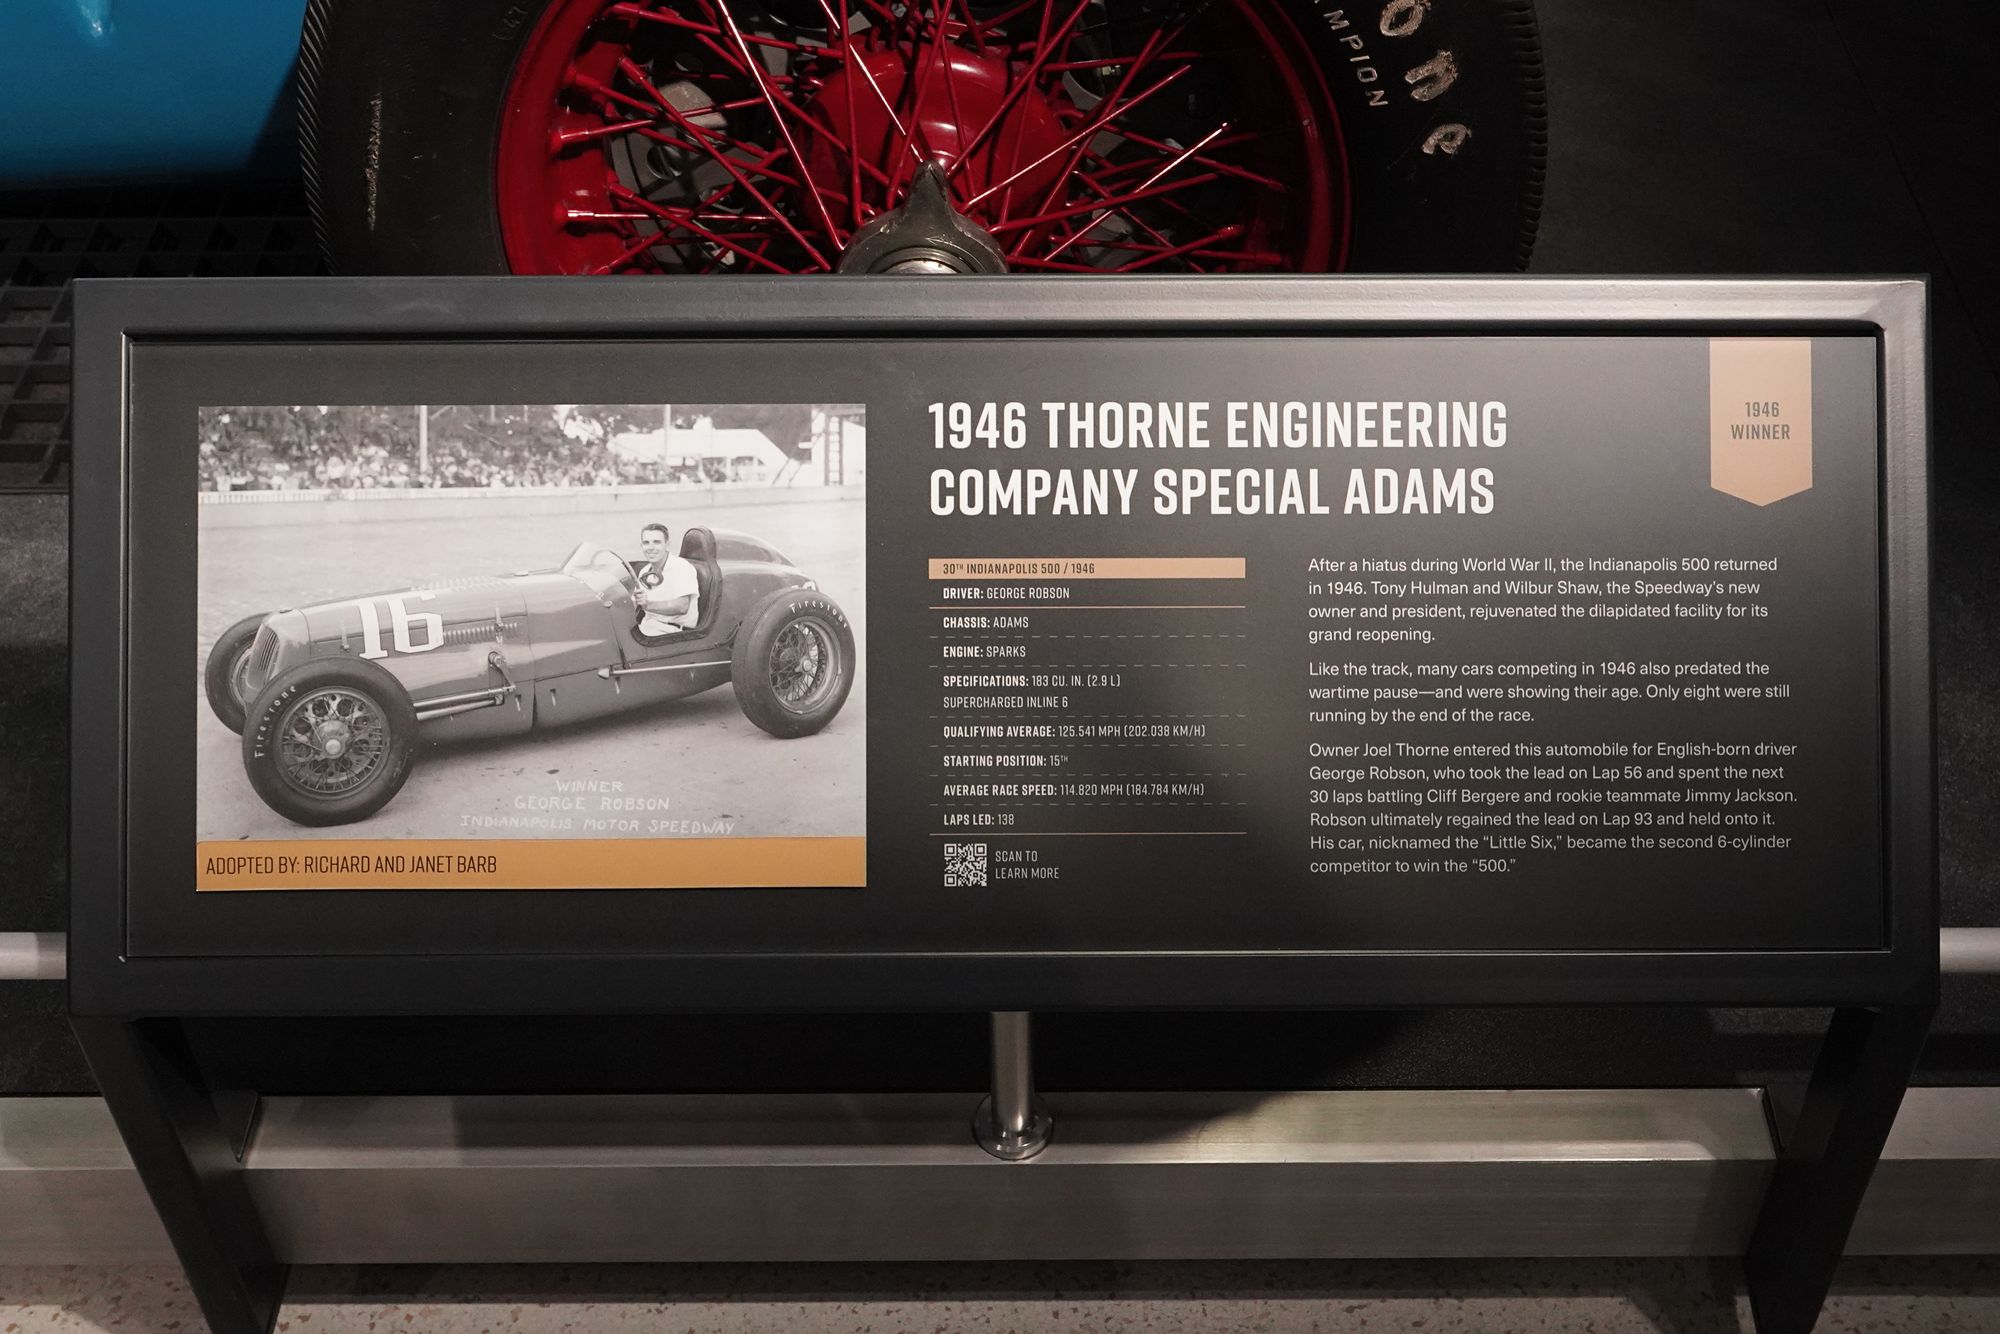 MPION
one
1946
WINNER
1946 THORNE ENGINEERING
COMPANY SPECIAL ADAMS
16
Firestone
Firestone
WINNER
GEORGE ROBSON
INDIANAPOLIS MOTOR SPEEDWAY
ADOPTED BY: RICHARD AND JANET BARB
30TH INDIANAPOLIS 500 / 1946
DRIVER: GEORGE ROBSON
CHASSIS: ADAMS
ENGINE: SPARKS
SPECIFICATIONS: 183 CU. IN. (2.9 L)
SUPERCHARGED INLINE 6
QUALIFYING AVERAGE: 125.541 MPH (202.038 KM/H)
STARTING POSITION: 15TH
AVERAGE RACE SPEED: 114.820 MPH (184.784 KM/H)
LAPS LED: 138
SCAN TO
LEARN MORE
After a hiatus during World War II, the Indianapolis 500 returned
in 1946. Tony Hulman and Wilbur Shaw, the Speedway's new
owner and president, rejuvenated the dilapidated facility for its
grand reopening.
Like the track, many cars competing in 1946 also predated the
wartime pause—and were showing their age. Only eight were still
running by the end of the race.
Owner Joel Thorne entered this automobile for English-born driver
George Robson, who took the lead on Lap 56 and spent the next
30 laps battling Cliff Bergere and rookie teammate Jimmy Jackson.
Robson ultimately regained the lead on Lap 93 and held onto it.
His car, nicknamed the “Little Six,” became the second 6-cylinder
competitor to win the “500.”